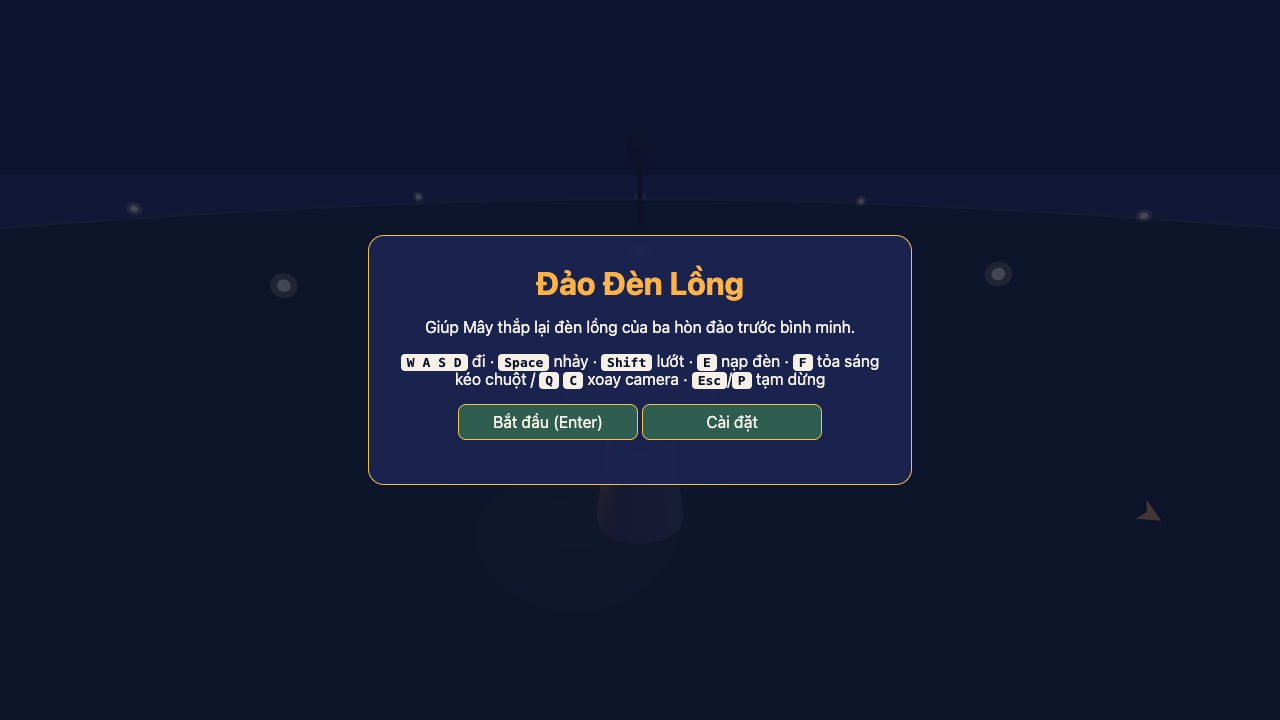 Đảo Đèn Lồng
Giúp Mây thắp lại đèn lồng của ba hòn đảo trước bình minh.
W A S D đi · Space nhảy · Shift lướt · E nạp đèn · F tỏa sáng
kéo chuột / Q C xoay camera · Esc/P tạm dừng
Bắt đầu (Enter) Cài đặt